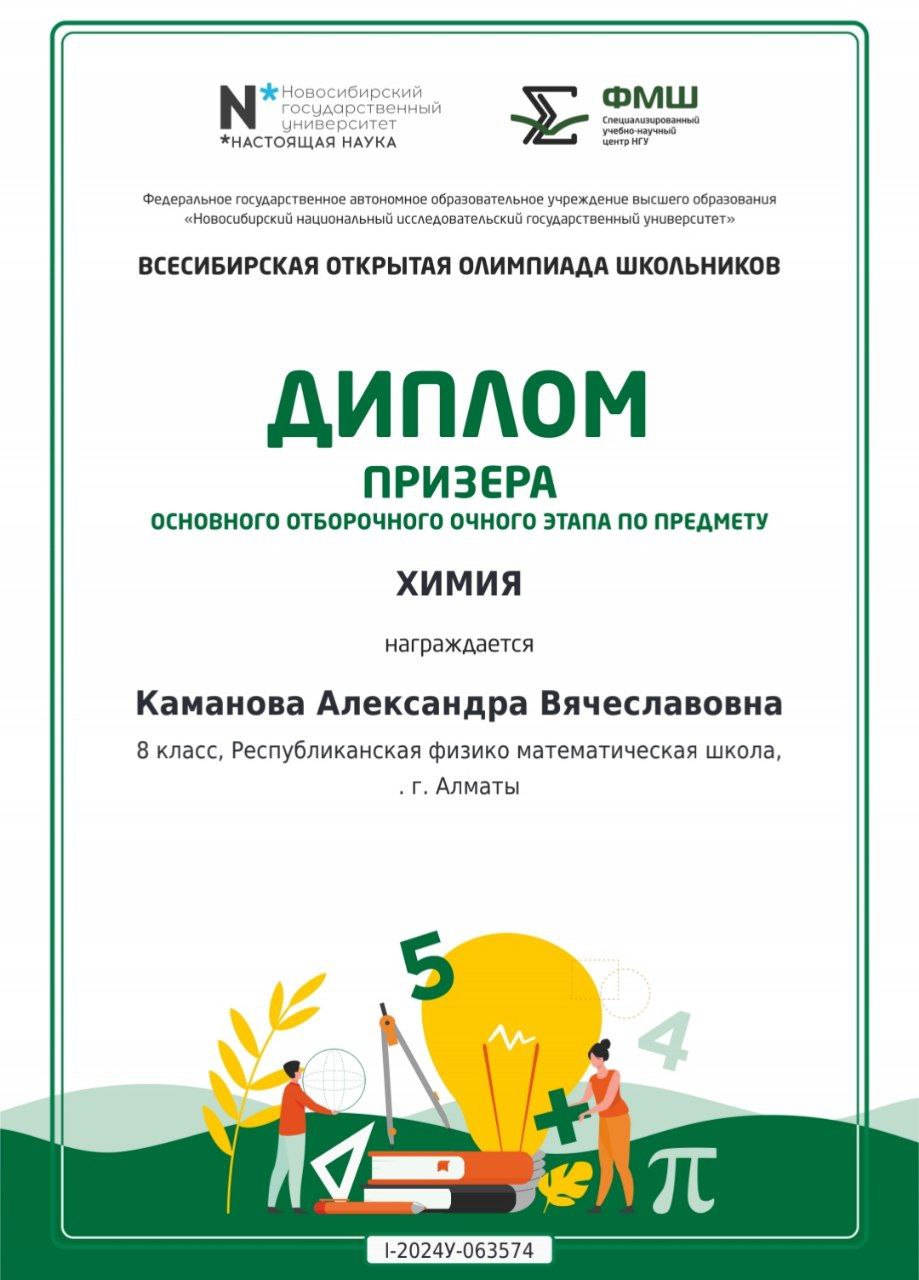 N* Новосибирский
государственный
университет
*НАСТОЯЩАЯ НАУКА
ФМШ
Специализированный
учебно-научный
центр НГУ
Федеральное государственное автономное образовательное учреждение высшего образования
«Новосибирский национальный исследовательский государственный университет»
ВСЕСИБИРСКАЯ ОТКРЫТАЯ ОЛИМПИАДА ШКОЛЬНИКОВ
ДИПЛОМ
ПРИЗЕРА
ОСНОВНОГО ОТБОРОЧНОГО ОЧНОГО ЭТАПА ПО ПРЕДМЕТУ
ХИМИЯ
награждается
Каманова Александра Вячеславовна
8 класс, Республиканская физико математическая школа,
. г. Алматы
5
4
+
π
I-2024У-063574